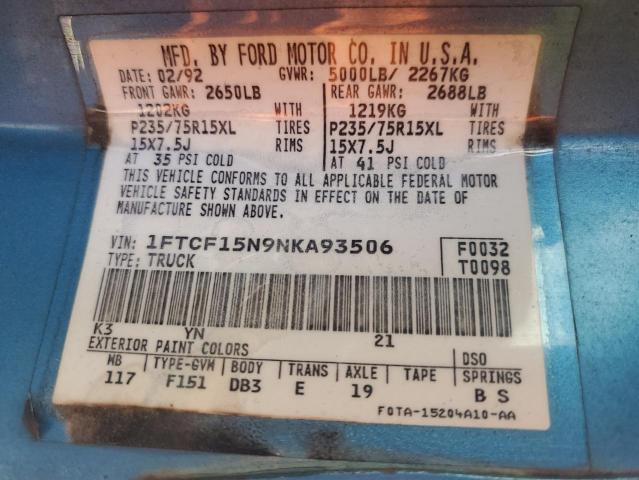 MFD. BY FORD MOTOR CO. IN U.S.A.
DATE: 02/92 GVWR: 5000LB/ 2267KG
FRONT GAWR: 2650LB REAR GAWR: 2688LB
1202KG WITH 1219KG WITH
P235/75R15XL TIRES P235/75R15XL TIRES
15X7.5J RIMS 15X7.5J RIMS
AT 35 PSI COLD AT 41 PSI COLD
THIS VEHICLE CONFORMS TO ALL APPLICABLE FEDERAL MOTOR
VEHICLE SAFETY STANDARDS IN EFFECT ON THE DATE OF
MANUFACTURE SHOWN ABOVE.
VIN: 1FTCF15N9NKA93506 F0032
TYPE: TRUCK T0098
K3 YN 21
EXTERIOR PAINT COLORS DSO
WB TYPE-GVM BODY TRANS AXLE TAPE SPRINGS
117 F151 DB3 E 19 B S
F0TA-15204A10-AA